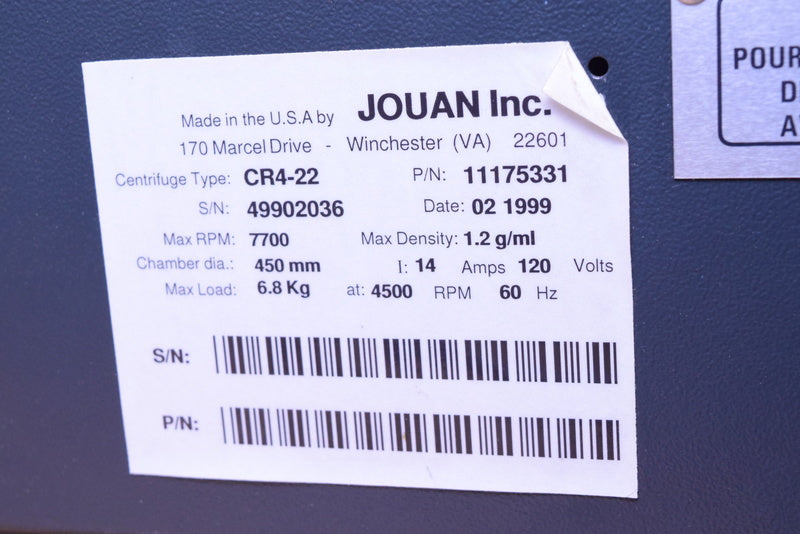 Made in the U.S.A by JOUAN Inc.
170 Marcel Drive - Winchester (VA) 22601
Centrifuge Type: CR4-22 P/N: 11175331
S/N: 49902036 Date: 02 1999
Max RPM: 7700 Max Density: 1.2 g/ml
Chamber dia.: 450 mm I: 14 Amps 120 Volts
Max Load: 6.8 Kg at: 4500 RPM 60 Hz
S/N:
P/N:
POUR